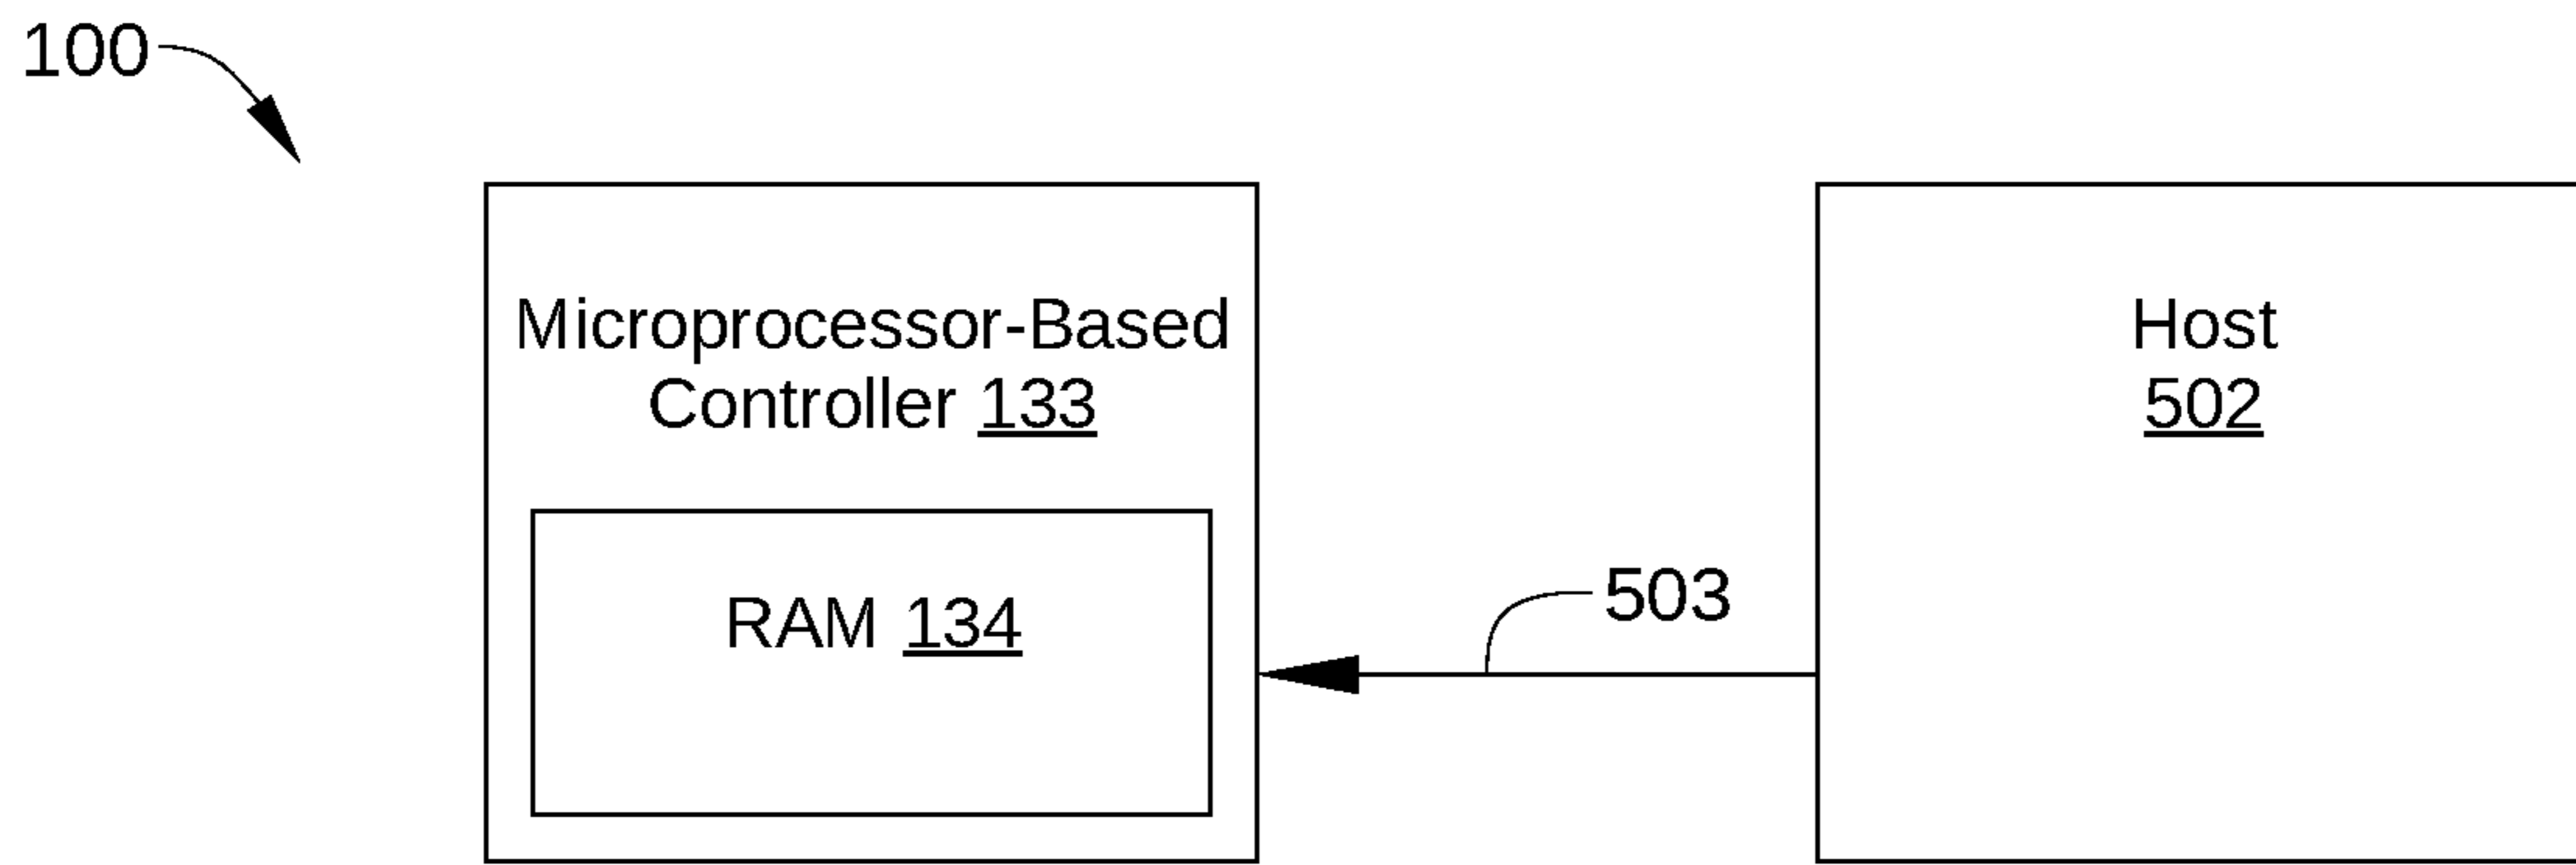 100
Microprocessor-Based
Controller 133
Host
502
503
RAM 134